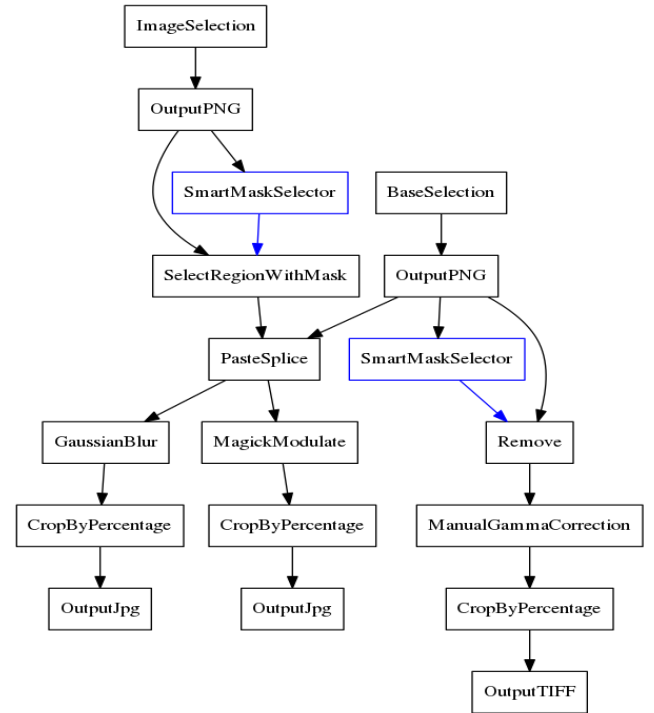 ImageSelection
OutputPNG
SmartMaskSelector
BaseSelection
SelectRegionWithMask
OutputPNG
PasteSplice
SmartMaskSelector
GaussianBlur
MagickModulate
Remove
CropByPercentage
CropByPercentage
ManualGammaCorrection
OutputJpg
OutputJpg
CropByPercentage
OutputTIFF